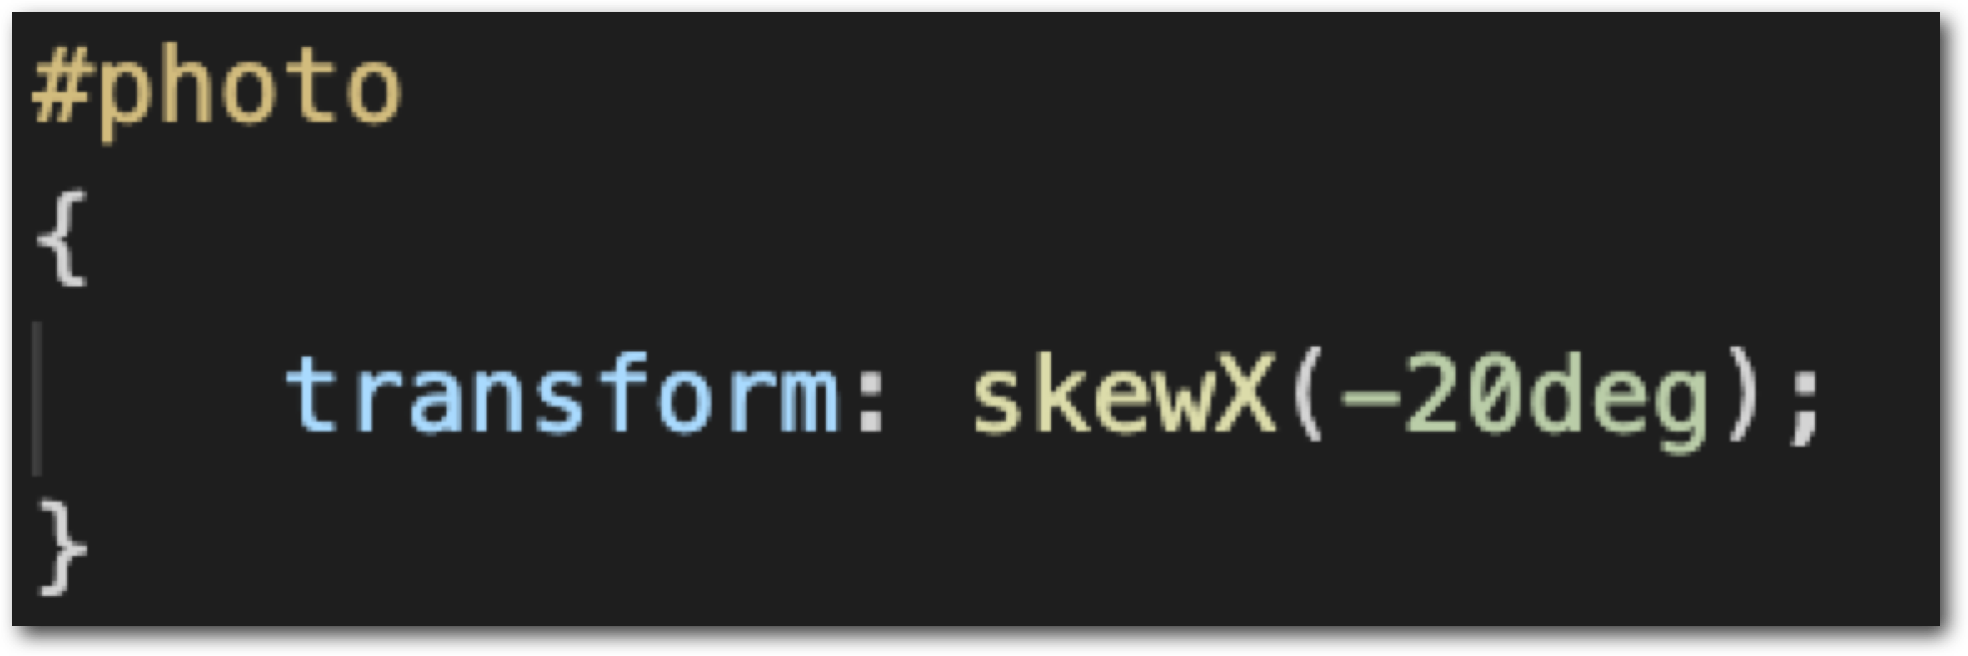 #photo
{
    transform: skewX(-20deg);
}